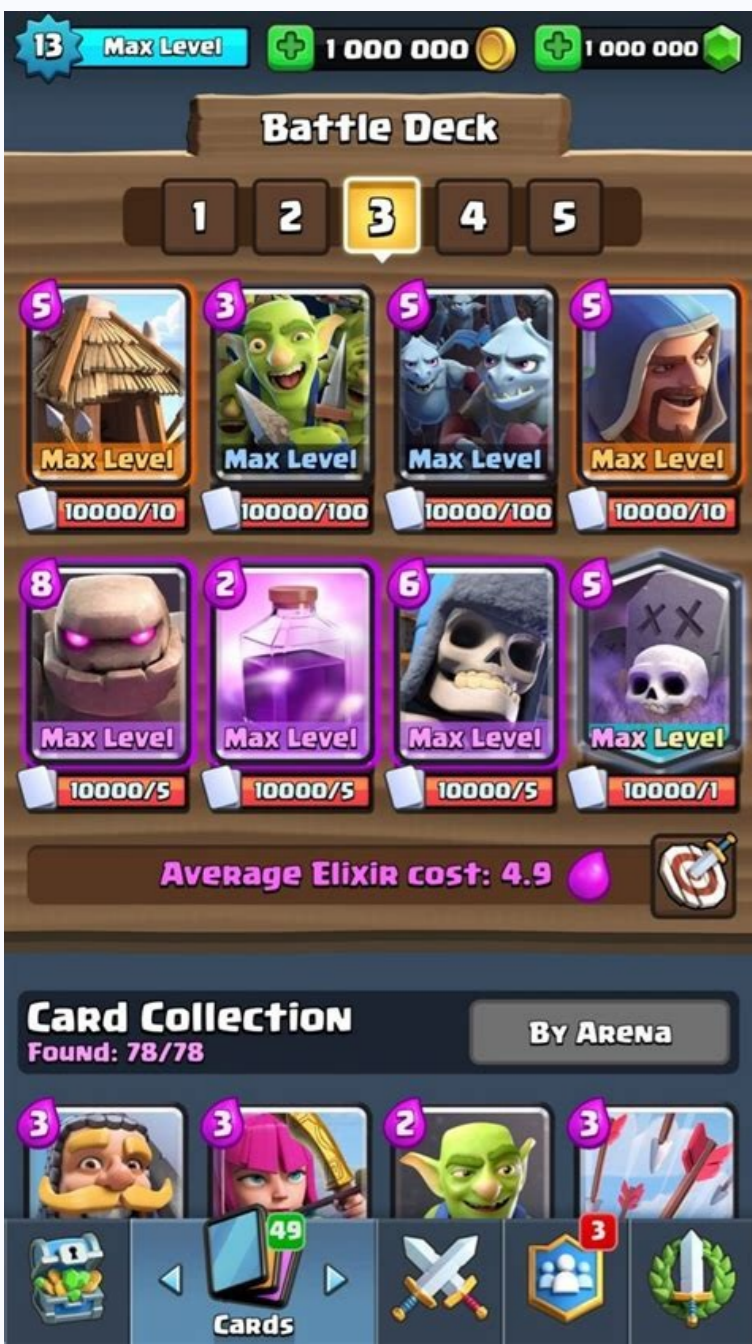 13 Max Level 1 000 000 1 000 000
Battle Deck
1 2 3 4 5
5 3 5 5
Max Level Max Level Max Level Max Level
10000/10 10000/100 10000/100 10000/10
8 2 6 5
XX
Max Level Max Level Max Level Max Level
10000/5 10000/5 10000/5 10000/1
Average Elixir cost: 4.9
Card Collection
Found: 78/78
By Arena
3 3 2 3
49 3
Cards